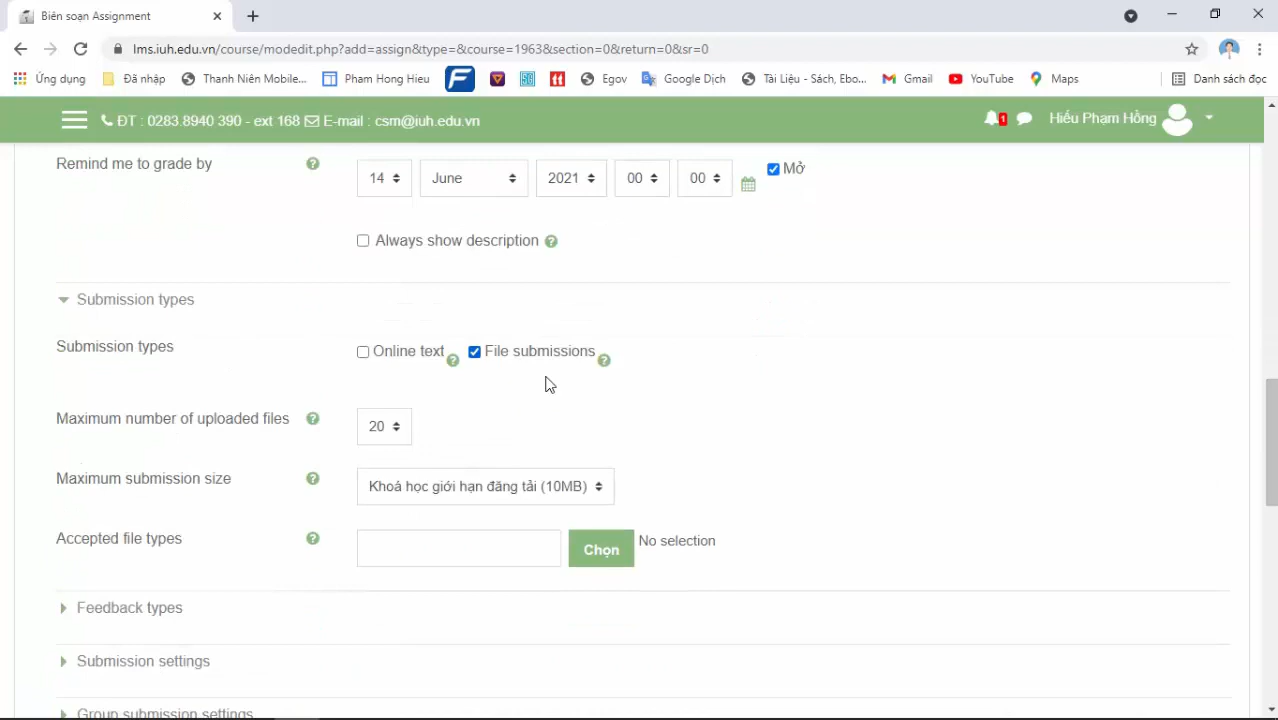 Biên soạn Assignment
lms.iuh.edu.vn/course/modedit.php?add=assign&type=&course=1963&section=0&return=0&sr=0
Ứng dụng Đã nhập Thanh Niên Mobile... Pham Hong Hieu Egov Google Dịch Tài Liệu - Sách, Ebo... Gmail YouTube Maps Danh sách đọc
ĐT : 0283.8940 390 - ext 168 E-mail : csm@iuh.edu.vn 1 Hiếu Phạm Hồng
Remind me to grade by ? 14 June 2021 00 00 Mở
Always show description ?
Submission types
Submission types Online text ? File submissions ?
Maximum number of uploaded files ? 20
Maximum submission size ? Khoá học giới hạn đăng tải (10MB)
Accepted file types ? Chọn No selection
Feedback types
Submission settings
Group submission settings